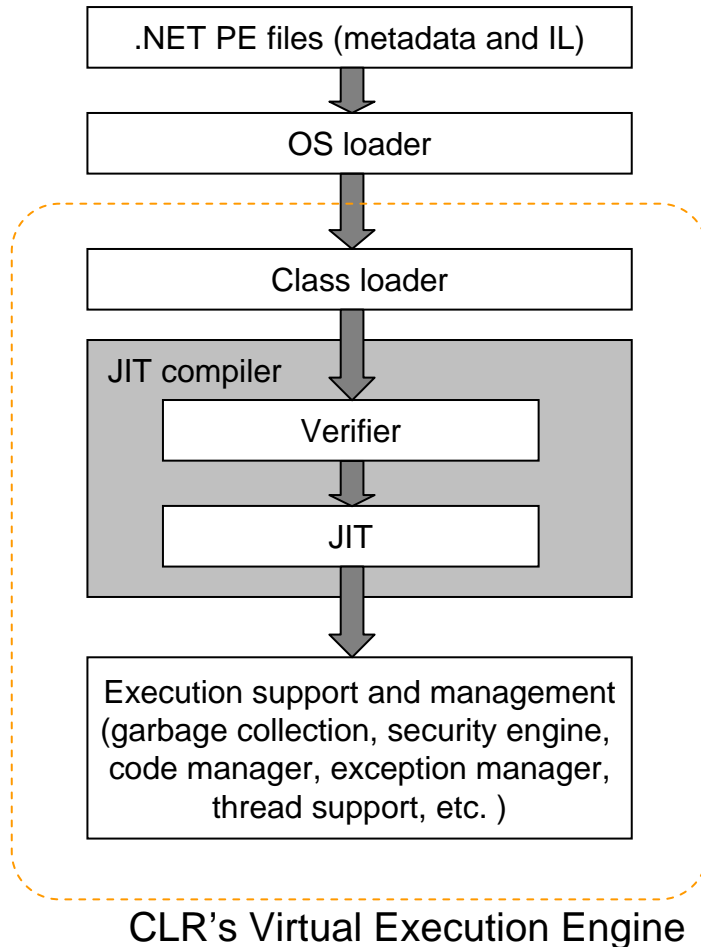 .NET PE files (metadata and IL)
OS loader
Class loader
JIT compiler
Verifier
JIT
Execution support and management
(garbage collection, security engine,
code manager, exception manager,
thread support, etc. )
CLR's Virtual Execution Engine